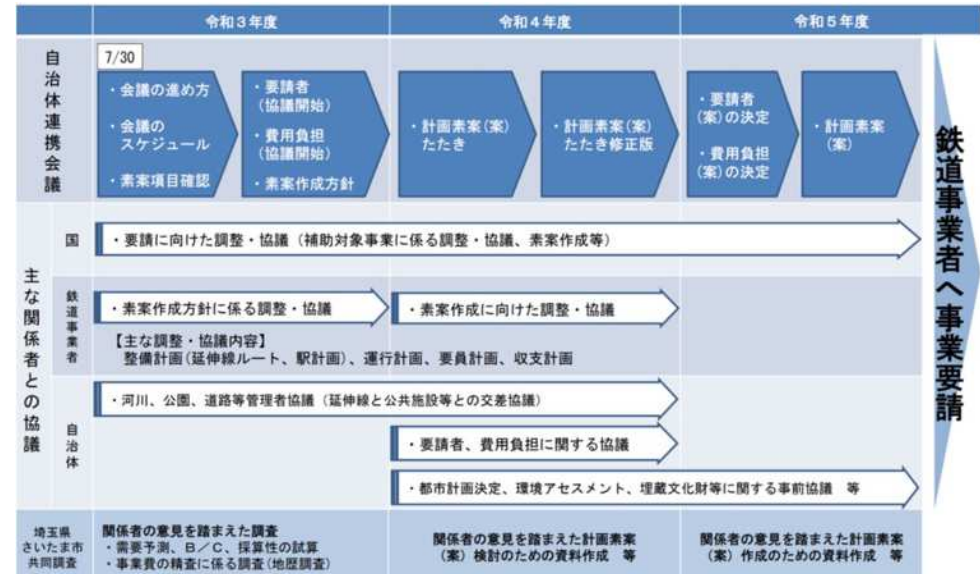 令和３年度
令和４年度
令和５年度
自治体連携会議
7/30
・会議の進め方
・会議の
スケジュール
・素案項目確認
・要請者
(協議開始)
・費用負担
(協議開始)
・素案作成方針
・計画素案(案)
たたき
・計画素案(案)
たたき修正版
・要請者
(案)の決定
・費用負担
(案)の決定
・計画素案
(案)
鉄道事業者へ事業要請
主な関係者との協議
国
・要請に向けた調整・協議（補助対象事業に係る調整・協議、素案作成等）
鉄道事業者
・素案作成方針に係る調整・協議
・素案作成に向けた調整・協議
【主な調整・協議内容】
整備計画(延伸線ルート、駅計画)、運行計画、要員計画、収支計画
自治体
・河川、公園、道路等管理者協議（延伸線と公共施設等との交差協議）
・要請者、費用負担に関する協議
・都市計画決定、環境アセスメント、埋蔵文化財等に関する事前協議　等
埼玉県
さいたま市
共同調査
関係者の意見を踏まえた調査
・需要予測、Ｂ／Ｃ、採算性の試算
・事業費の精査に係る調査(地歴調査)
関係者の意見を踏まえた計画素案
（案）検討のための資料作成　等
関係者の意見を踏まえた計画素案
（案）作成のための資料作成　等